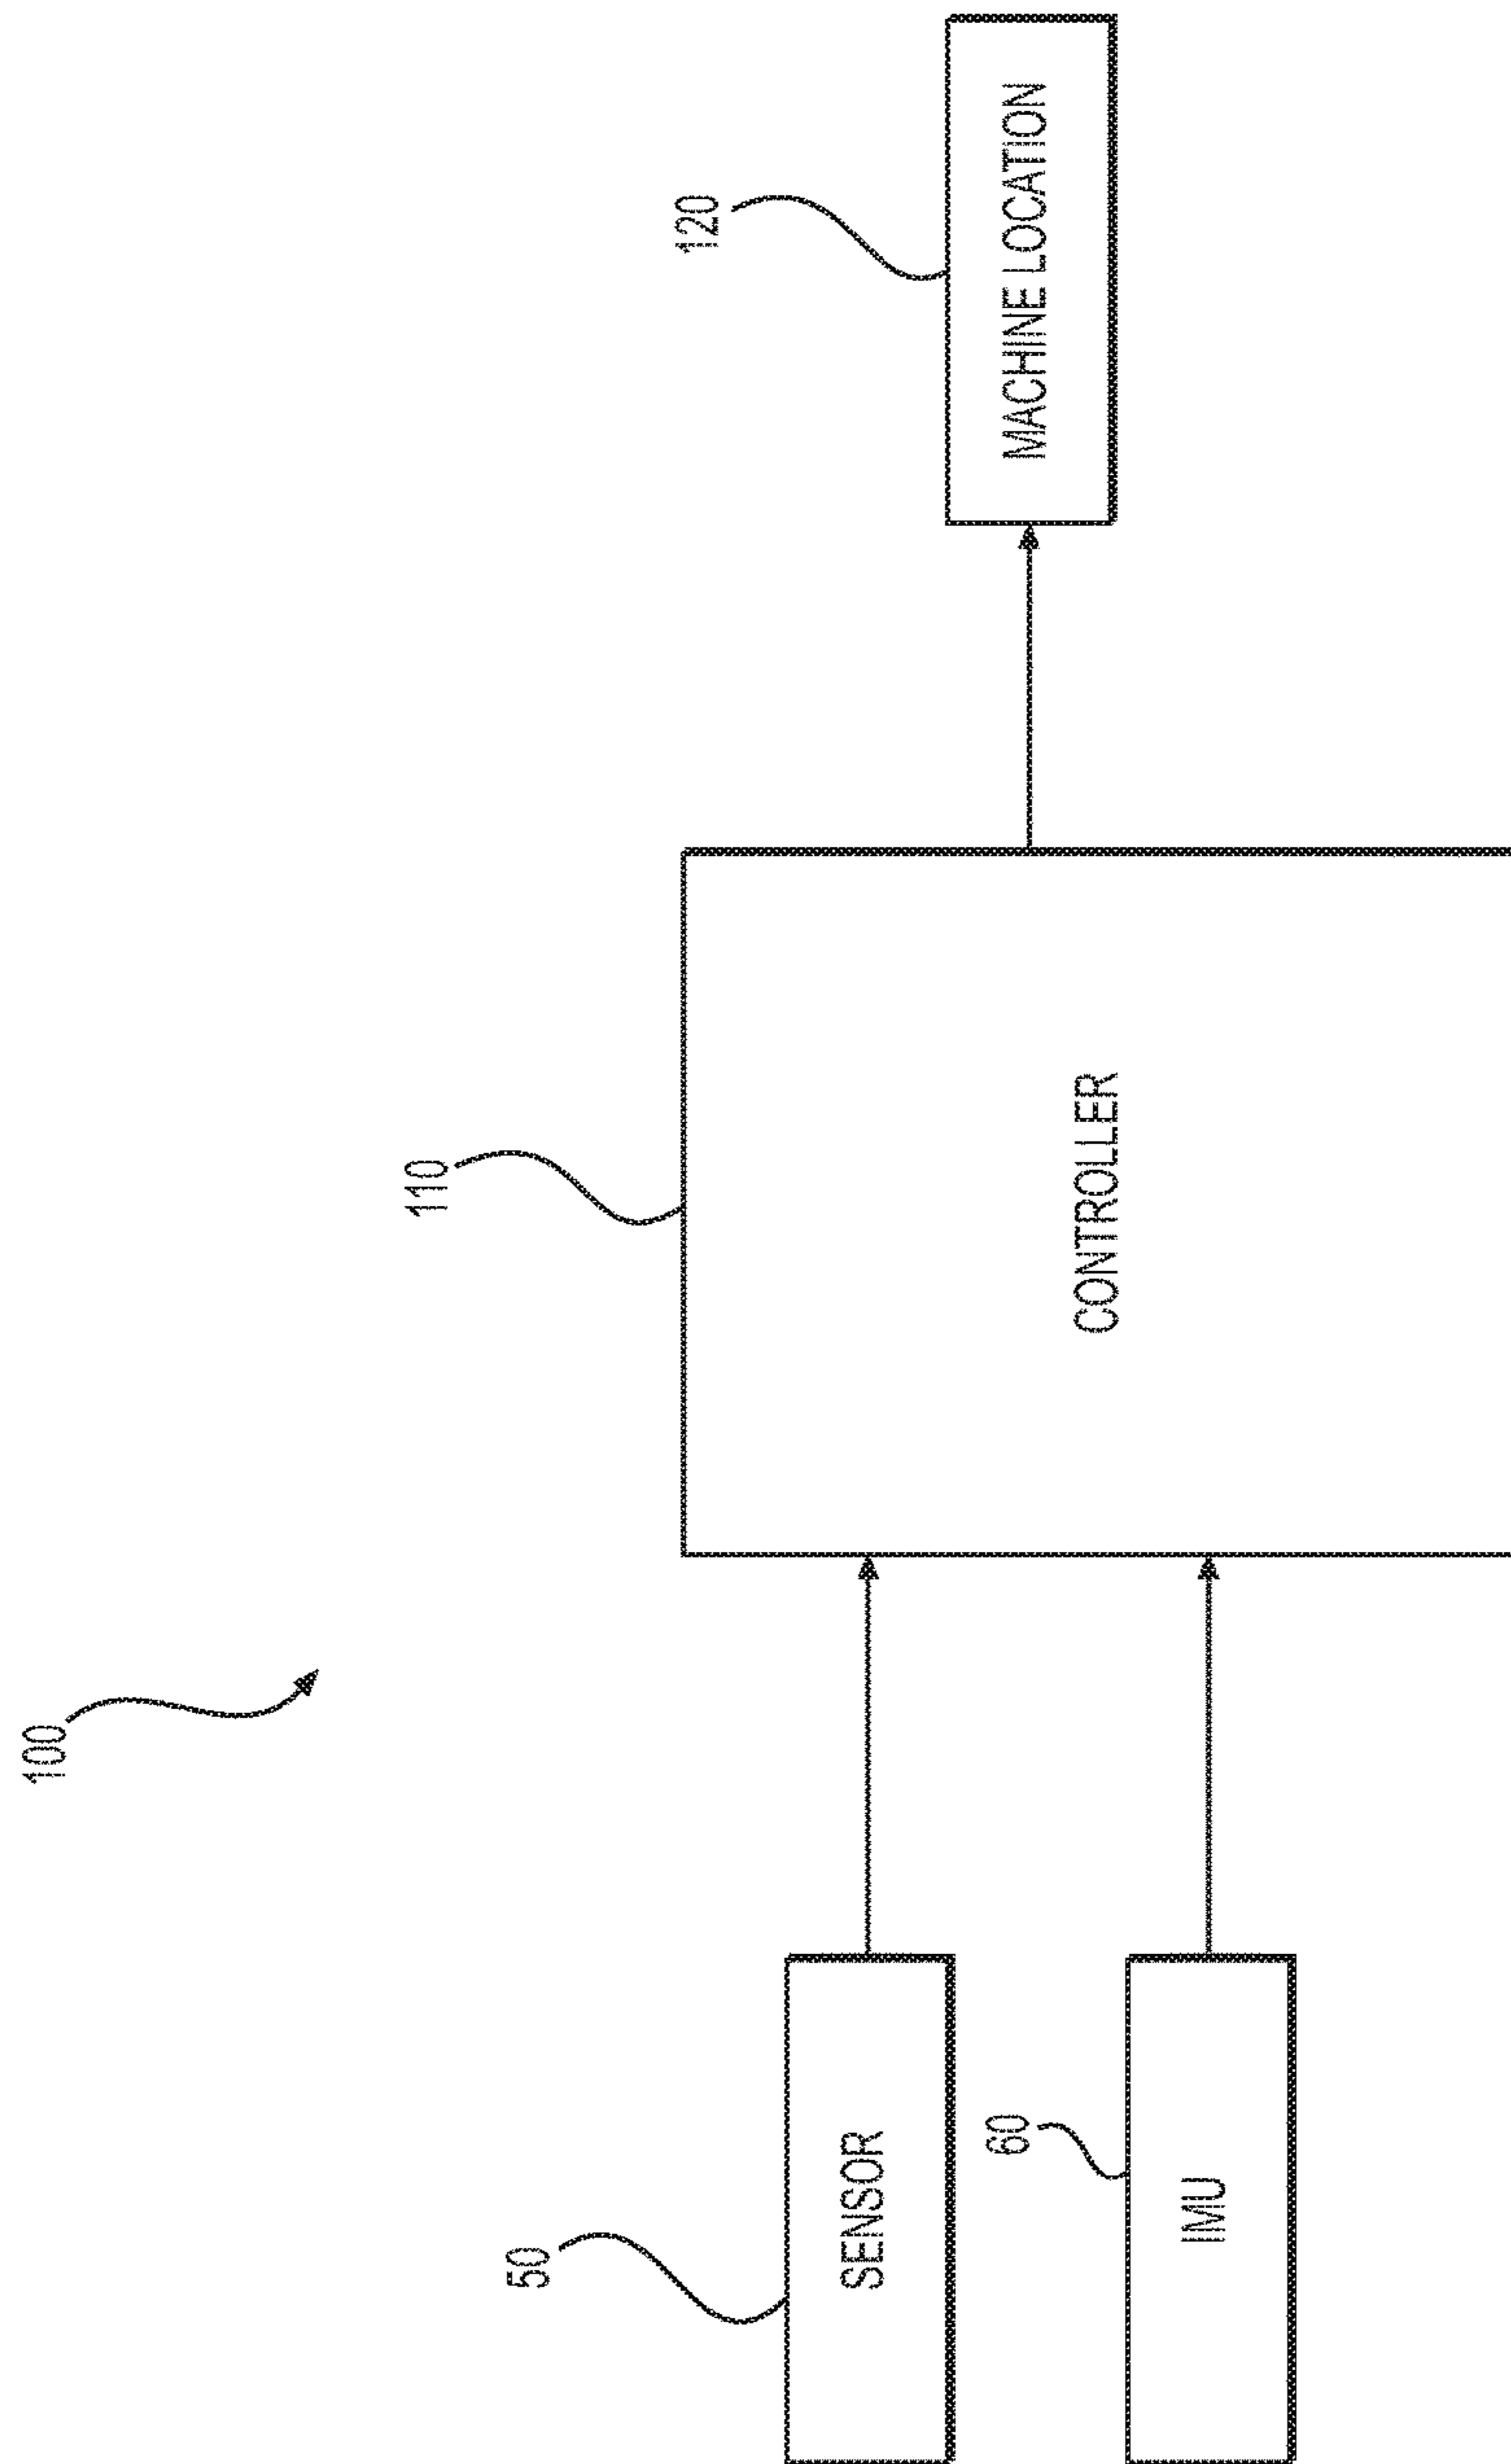 100
110
120
50
SENSOR
60
IMU
CONTROLLER
MACHINE LOCATION